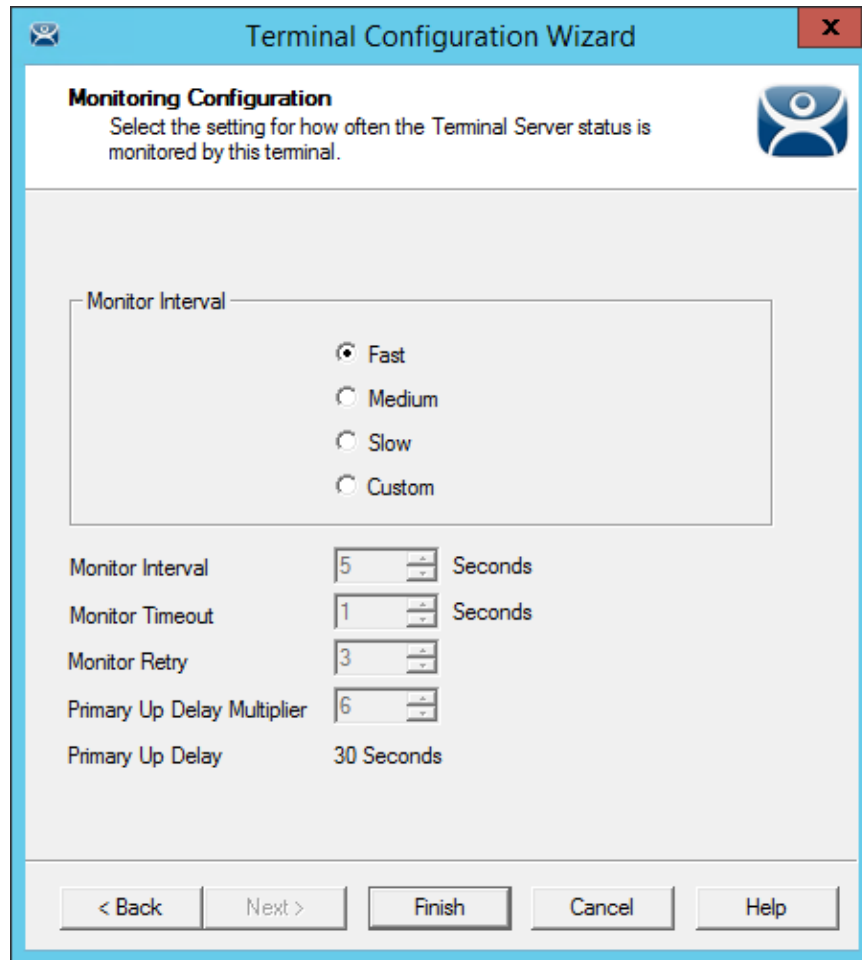 Terminal Configuration Wizard
x
Monitoring Configuration
Select the setting for how often the Terminal Server status is
monitored by this terminal.
Monitor Interval
Fast
Medium
Slow
Custom
Monitor Interval 5 Seconds
Monitor Timeout 1 Seconds
Monitor Retry 3
Primary Up Delay Multiplier 6
Primary Up Delay 30 Seconds
< Back Next > Finish Cancel Help